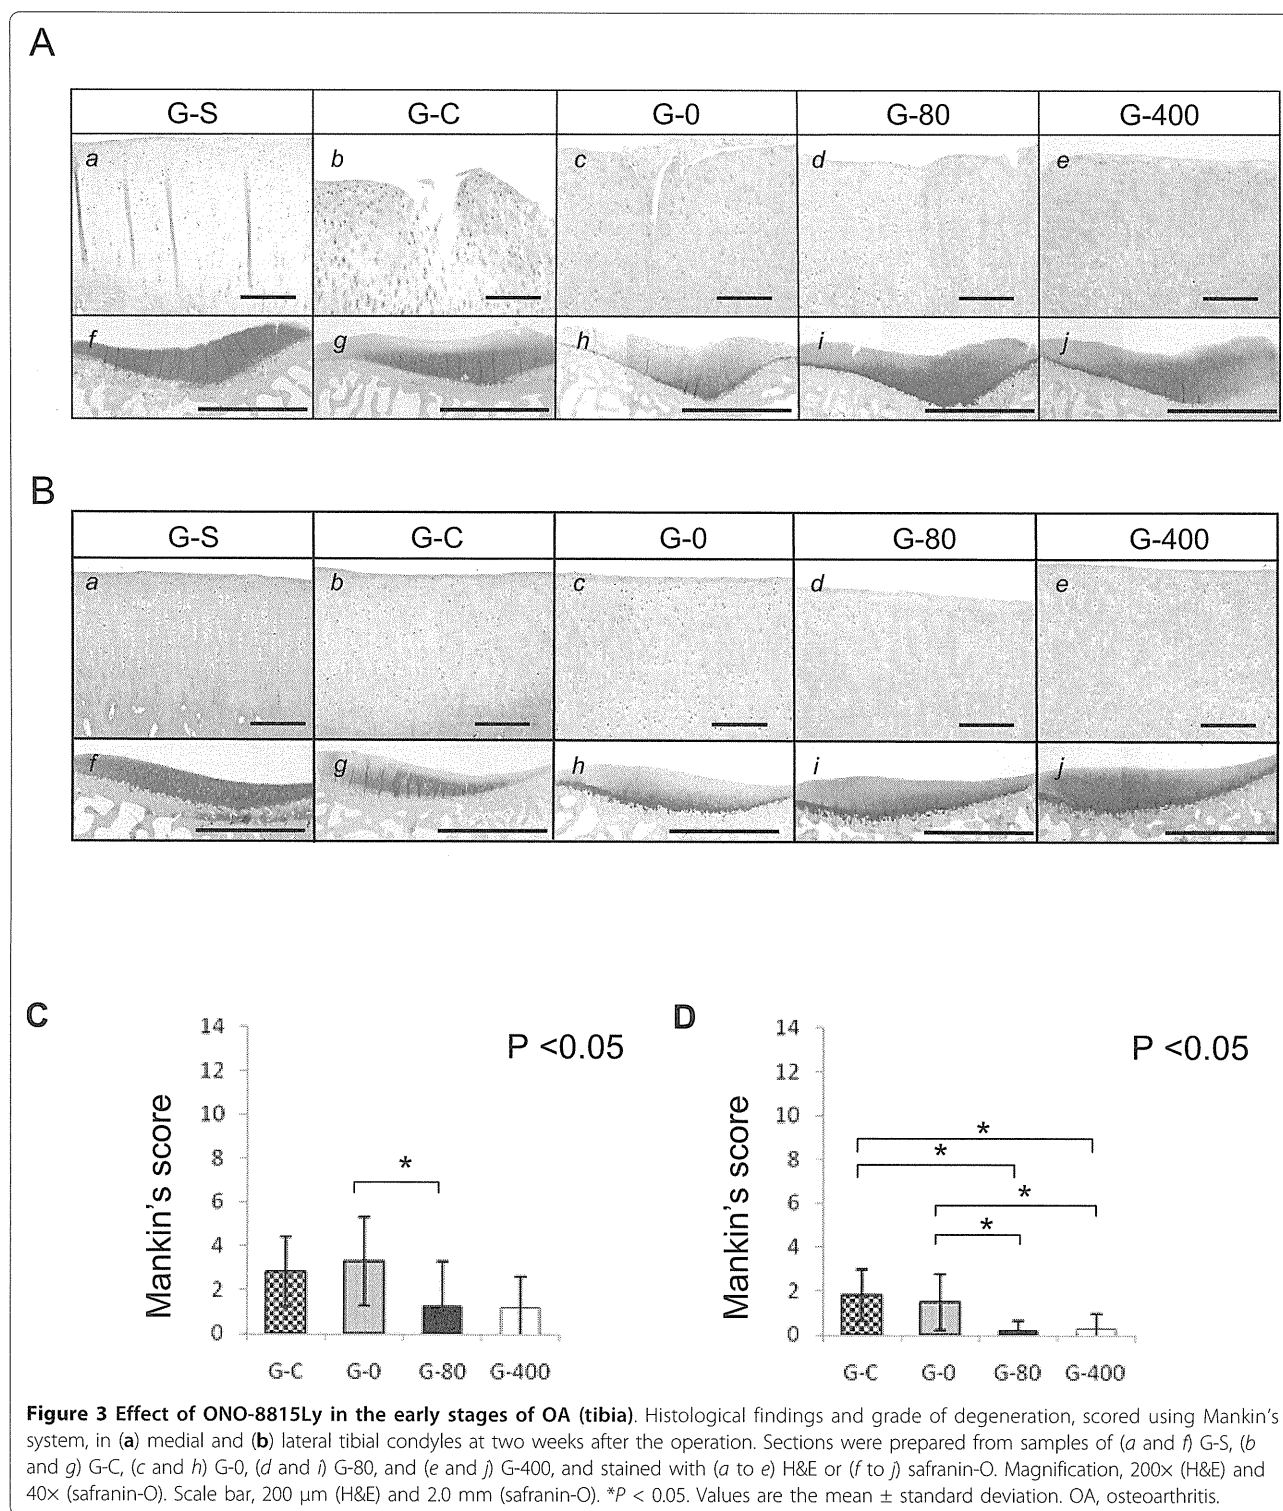 A
G-S G-C G-0 G-80 G-400
a b c d e
f g h i j
B
G-S G-C G-0 G-80 G-400
a b c d e
f g h i j
C
14
12
10
8
6
4
2
0
Mankin's score
P <0.05
*
G-C G-0 G-80 G-400
D
14
12
10
8
6
4
2
0
Mankin's score
P <0.05
*
*
*
*
G-C G-0 G-80 G-400
Figure 3 Effect of ONO-8815Ly in the early stages of OA (tibia). Histological findings and grade of degeneration, scored using Mankin's
system, in (a) medial and (b) lateral tibial condyles at two weeks after the operation. Sections were prepared from samples of (a and f) G-S, (b
and g) G-C, (c and h) G-0, (d and i) G-80, and (e and j) G-400, and stained with (a to e) H&E or (f to j) safranin-O. Magnification, 200× (H&E) and
40× (safranin-O). Scale bar, 200 μm (H&E) and 2.0 mm (safranin-O). *P < 0.05. Values are the mean ± standard deviation. OA, osteoarthritis.